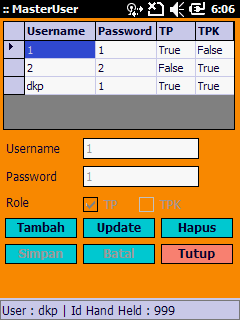 :: MasterUser 6:06
Username Password TP TPK
1 1 True False
2 2 False True
dkp 1 True True
Username 1
Password 1
Role TP TPK
Tambah Update Hapus
Simpan Batal Tutup
User : dkp | Id Hand Held : 999